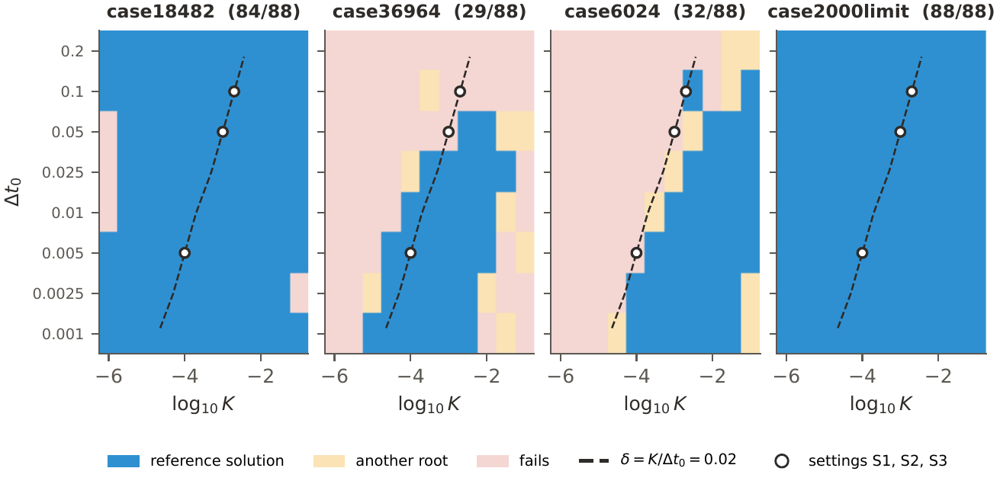 case18482 (84/88)
case36964 (29/88)
case6024 (32/88)
case2000limit (88/88)
Δt₀
0.2
0.1
0.05
0.025
0.01
0.005
0.0025
0.001
−6 −4 −2
−6 −4 −2
−6 −4 −2
−6 −4 −2
log₁₀ K
log₁₀ K
log₁₀ K
log₁₀ K
reference solution
another root
fails
δ = K/Δt₀ = 0.02
settings S1, S2, S3